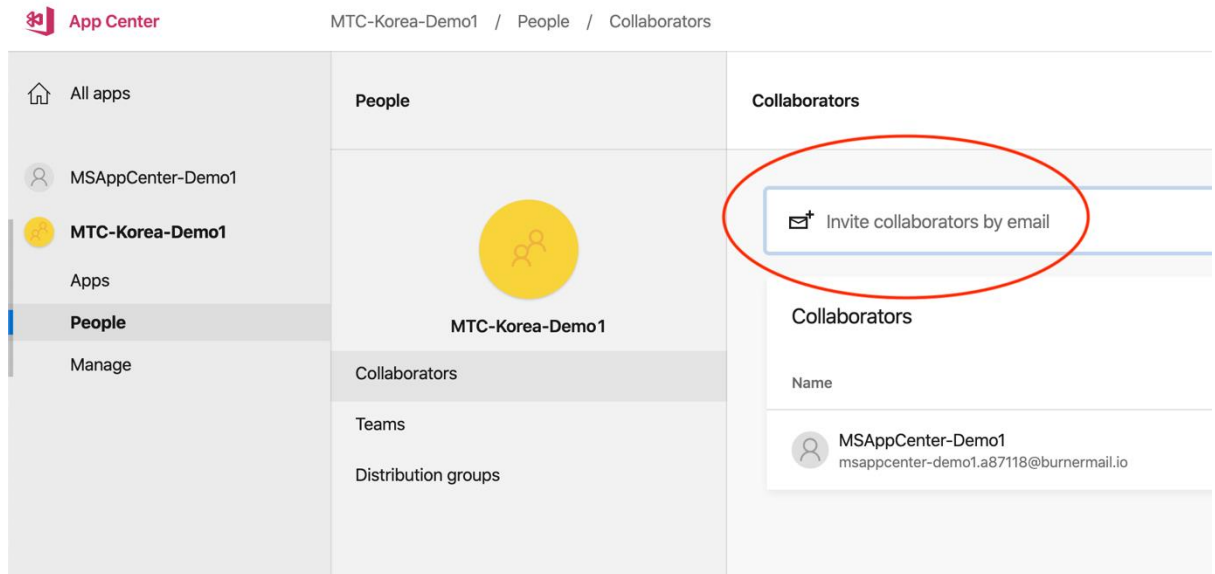 App Center
MTC-Korea-Demo1 / People / Collaborators
All apps
MSAppCenter-Demo1
MTC-Korea-Demo1
Apps
People
Manage
People
MTC-Korea-Demo1
Collaborators
Teams
Distribution groups
Collaborators
Invite collaborators by email
Collaborators
Name
MSAppCenter-Demo1
msappcenter-demo1.a87118@burnermail.io